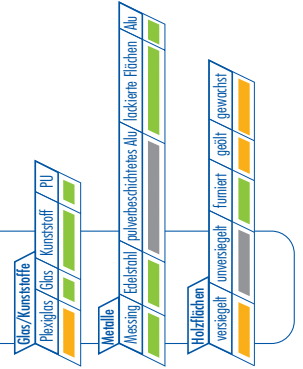 Glas/Kunststoffe
Plexiglas
Glas
Kunststoff
PU
Metalle
Messing
Edelstahl
pulverbeschichtetes Alu
lackierte Flächen
Alu
Holzflächen
versiegelt
unversiegelt
furniert
geölt
gewachst